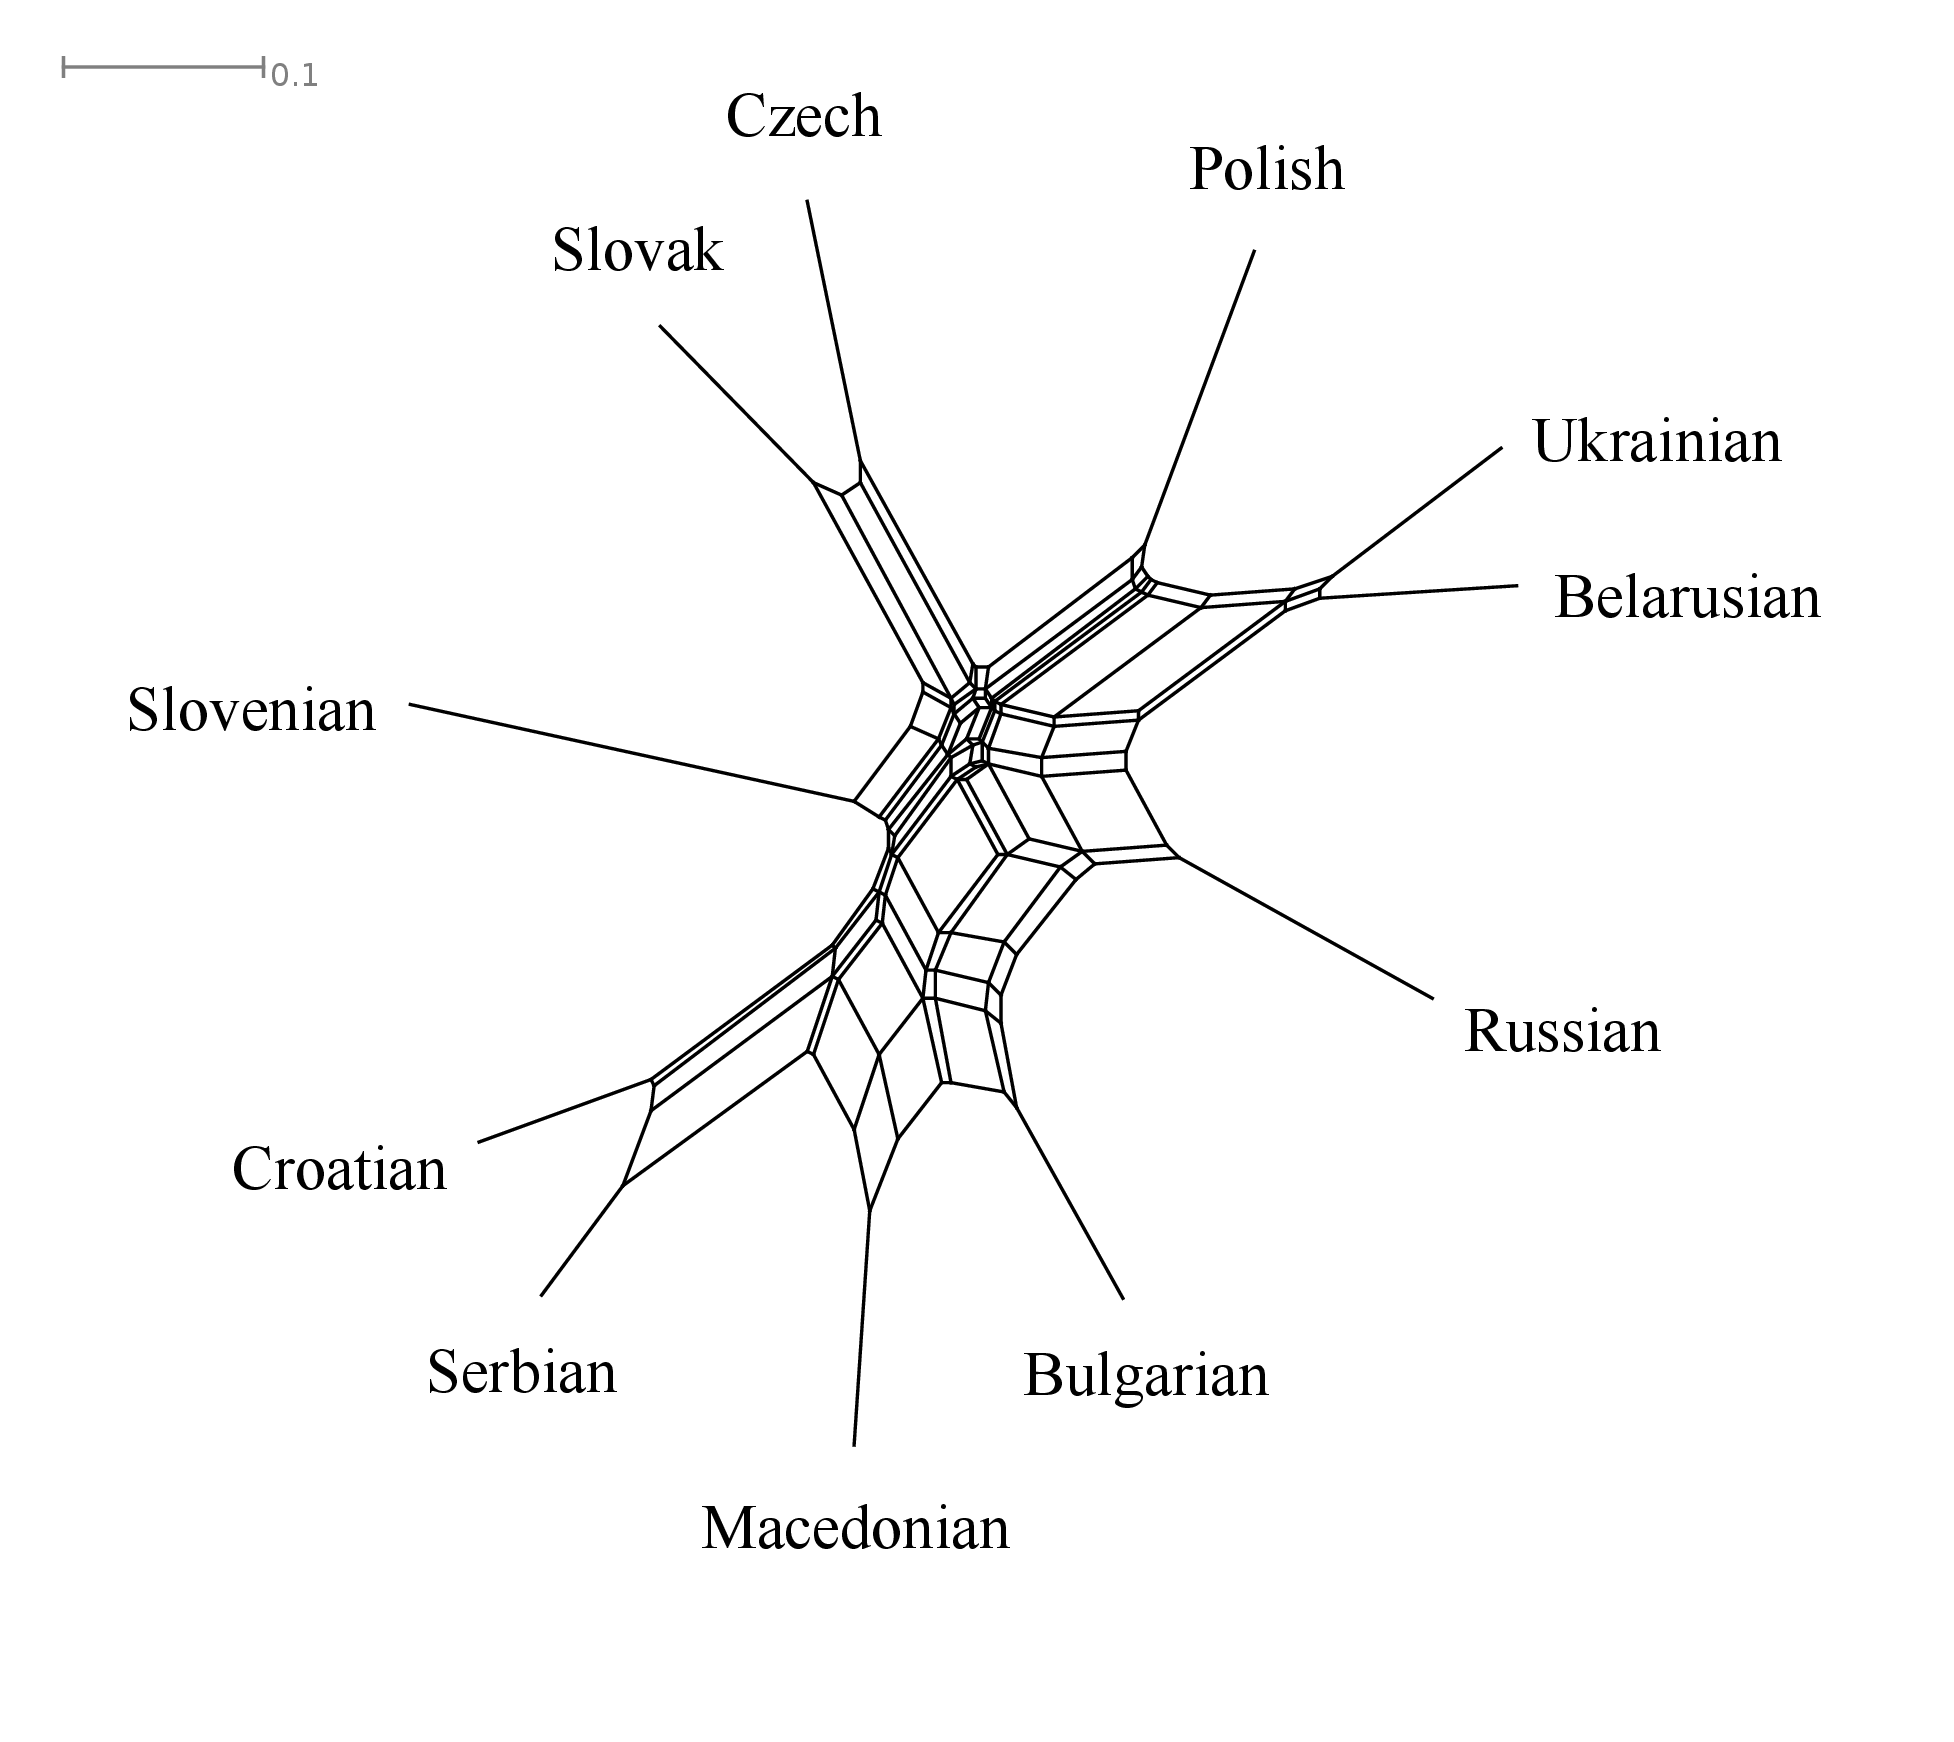 0.1
Czech
Polish
Slovak
Ukrainian
Belarusian
Slovenian
Russian
Croatian
Serbian
Bulgarian
Macedonian